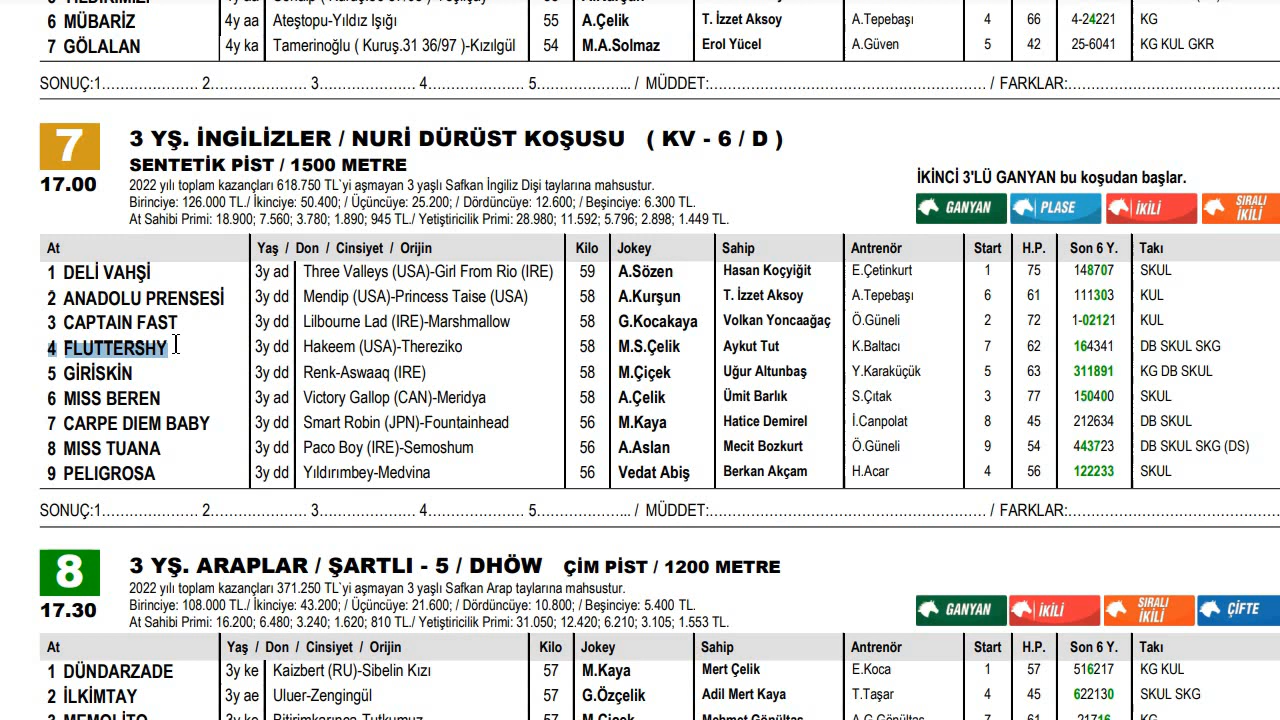 6 MÜBARİZ 4y aa Ateştopu-Yıldız Işığı 55 A.Çelik T. İzzet Aksoy A.Tepebaşı 4 66 4-24221 KG
7 GÖLALAN 4y ka Tamerinoğlu ( Kuruş.31 36/97 )-Kızılgül 54 M.A.Solmaz Erol Yücel A.Güven 5 42 25-6041 KG KUL GKR
SONUÇ:1...................... 2..................... 3..................... 4..................... 5..................... / MÜDDET:............................................................ / FARKLAR:..............................................
7 3 YŞ. İNGİLİZLER / NURİ DÜRÜST KOŞUSU ( KV - 6 / D )
17.00 SENTETİK PİST / 1500 METRE
2022 yılı toplam kazançları 618.750 TL`yi aşmayan 3 yaşlı Safkan İngiliz Dişi taylarına mahsustur.
Birinciye: 126.000 TL./ İkinciye: 50.400; / Üçüncüye: 25.200; / Dördüncüye: 12.600; / Beşinciye: 6.300 TL.
At Sahibi Primi: 18.900; 7.560; 3.780; 1.890; 945 TL./ Yetiştiricilik Primi: 28.980; 11.592; 5.796; 2.898; 1.449 TL.
İKİNCİ 3'LÜ GANYAN bu koşudan başlar.
GANYAN PLASE İKİLİ SIRALI İKİLİ
At Yaş / Don / Cinsiyet / Orijin Kilo Jokey Sahip Antrenör Start H.P. Son 6 Y. Takı
1 DELİ VAHŞİ 3y ad Three Valleys (USA)-Girl From Rio (IRE) 59 A.Sözen Hasan Koçyiğit E.Çetinkurt 1 75 148707 SKUL
2 ANADOLU PRENSESİ 3y dd Mendip (USA)-Princess Taise (USA) 58 A.Kurşun T. İzzet Aksoy A.Tepebaşı 6 61 111303 KUL
3 CAPTAIN FAST 3y dd Lilbourne Lad (IRE)-Marshmallow 58 G.Kocakaya Volkan Yoncaağaç Ö.Güneli 2 72 1-02121 KUL
4 FLUTTERSHY 3y dd Hakeem (USA)-Thereziko 58 M.S.Çelik Aykut Tut K.Baltacı 7 62 164341 DB SKUL SKG
5 GİRİSKİN 3y dd Renk-Aswaaq (IRE) 58 M.Çiçek Uğur Altunbaş Y.Karaküçük 5 63 311891 KG DB SKUL
6 MISS BEREN 3y ad Victory Gallop (CAN)-Meridya 58 A.Çelik Ümit Barlık S.Çıtak 3 77 150400 SKUL
7 CARPE DIEM BABY 3y dd Smart Robin (JPN)-Fountainhead 56 M.Kaya Hatice Demirel İ.Canpolat 8 45 212634 DB SKUL
8 MISS TUANA 3y dd Paco Boy (IRE)-Semoshum 56 A.Aslan Mecit Bozkurt Ö.Güneli 9 54 443723 DB SKUL SKG (DS)
9 PELIGROSA 3y dd Yıldırımbey-Medvina 56 Vedat Abiş Berkan Akçam H.Acar 4 56 122233 SKUL
SONUÇ:1...................... 2..................... 3..................... 4..................... 5..................... / MÜDDET:............................................................ / FARKLAR:..............................................
8 3 YŞ. ARAPLAR / ŞARTLI - 5 / DHÖW ÇİM PİST / 1200 METRE
17.30 2022 yılı toplam kazançları 371.250 TL`yi aşmayan 3 yaşlı Safkan Arap taylarına mahsustur.
Birinciye: 108.000 TL./ İkinciye: 43.200; / Üçüncüye: 21.600; / Dördüncüye: 10.800; / Beşinciye: 5.400 TL.
At Sahibi Primi: 16.200; 6.480; 3.240; 1.620; 810 TL./ Yetiştiricilik Primi: 31.050; 12.420; 6.210; 3.105; 1.553 TL.
GANYAN İKİLİ SIRALI İKİLİ ÇİFTE
At Yaş / Don / Cinsiyet / Orijin Kilo Jokey Sahip Antrenör Start H.P. Son 6 Y. Takı
1 DÜNDARZADE 3y ke Kaizbert (RU)-Sibelin Kızı 57 M.Kaya Mert Çelik E.Koca 1 57 516217 KG KUL
2 İLKİMTAY 3y ae Uluer-Zengingül 57 G.Özçelik Adil Mert Kaya T.Taşar 4 45 622130 SKUL SKG